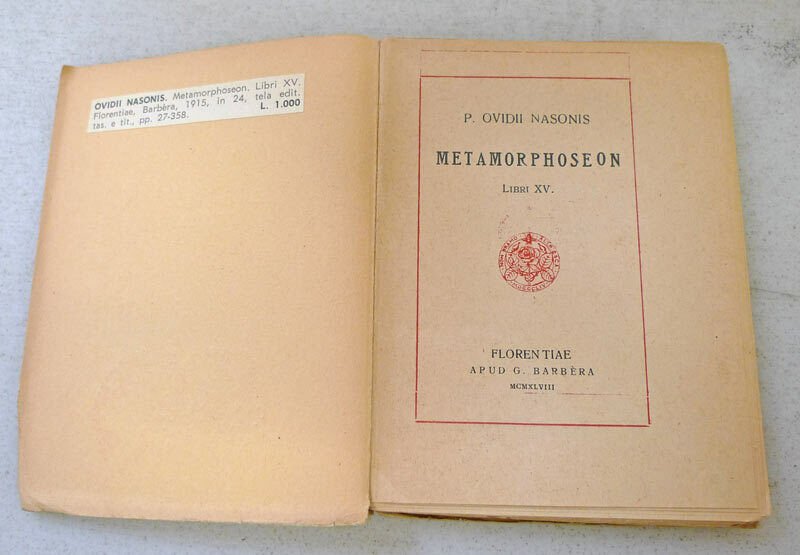 OVIDII NASONIS. Metamorphoseon. Libri XV.
Florentiae, Barbèra, 1915, in 24, tela edit.
tas. e tit., pp. 27-358. L. 1.000
P. OVIDII NASONIS
METAMORPHOSEON
LIBRI XV.
FLORENTIAE
APUD G. BARBÈRA
MCMXLVIII